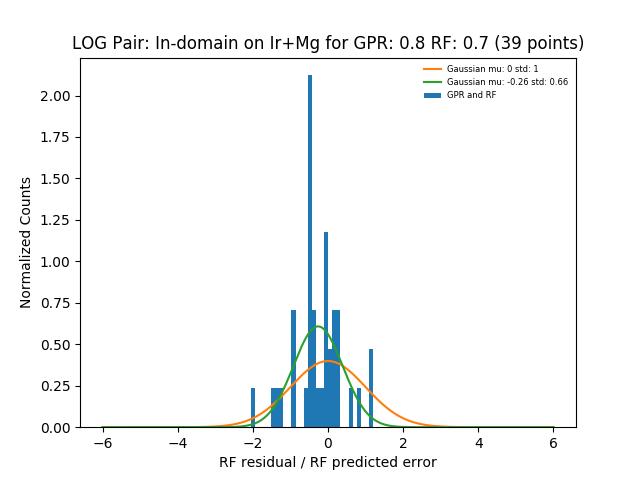 LOG Pair: In-domain on Ir+Mg for GPR: 0.8 RF: 0.7 (39 points)
Gaussian mu: 0 std: 1
Gaussian mu: -0.26 std: 0.66
GPR and RF
Normalized Counts
2.00
1.75
1.50
1.25
1.00
0.75
0.50
0.25
0.00
−6
−4
−2
0
2
4
6
RF residual / RF predicted error